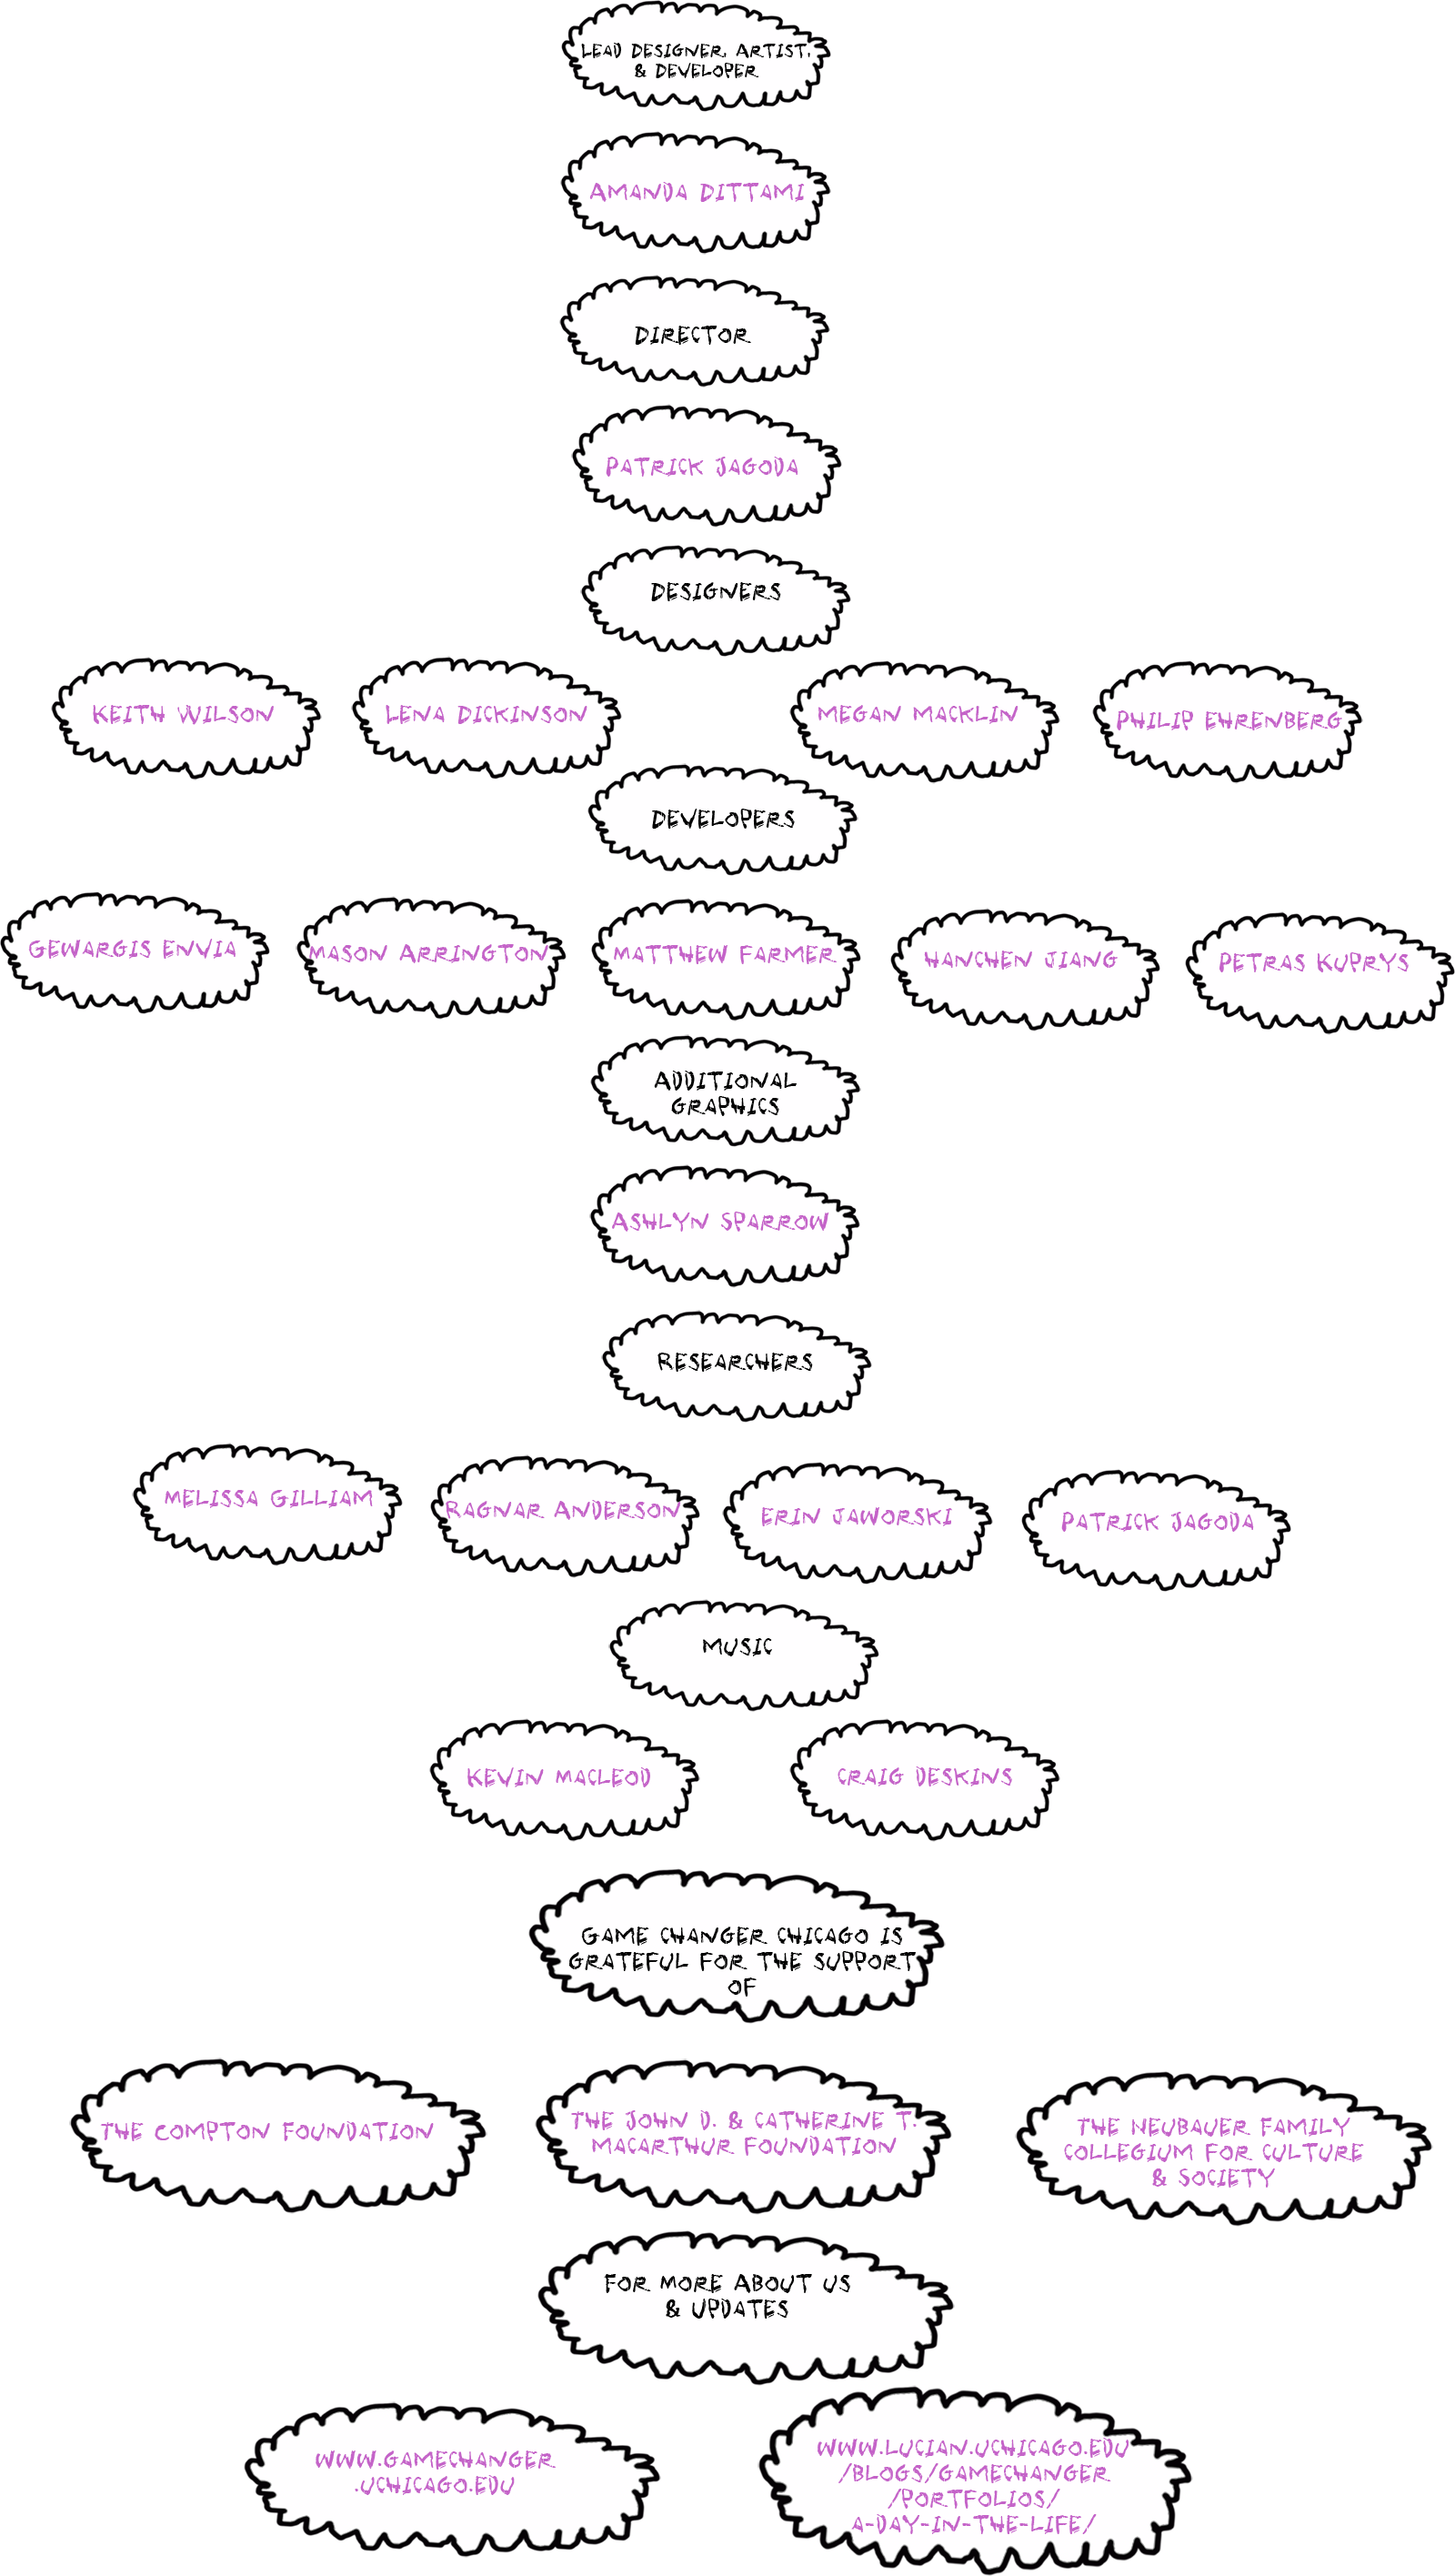 LEAD DESIGNER, ARTIST,
& DEVELOPER
AMANDA DITTAMI
DIRECTOR
PATRICK JAGODA
DESIGNERS
KEITH WILSON
LENA DICKINSON
MEGAN MACKLIN
PHILIP EHRENBERG
DEVELOPERS
GEWARGIS ENVIA
MASON ARRINGTON
MATTHEW FARMER
HANCHEN JIANG
PETRAS KUPRYS
ADDITIONAL
GRAPHICS
ASHLYN SPARROW
RESEARCHERS
MELISSA GILLIAM
RAGNAR ANDERSON
ERIN JAWORSKI
PATRICK JAGODA
MUSIC
KEVIN MACLEOD
CRAIG DESKINS
GAME CHANGER CHICAGO IS
GRATEFUL FOR THE SUPPORT
OF
THE COMPTON FOUNDATION
THE JOHN D. & CATHERINE T.
MACARTHUR FOUNDATION
THE NEUBAUER FAMILY
COLLEGIUM FOR CULTURE
& SOCIETY
FOR MORE ABOUT US
& UPDATES
WWW.GAMECHANGER
.UCHICAGO.EDU
WWW.LUCIAN.UCHICAGO.EDU
/BLOGS/GAMECHANGER
/PORTFOLIOS/
A-DAY-IN-THE-LIFE/